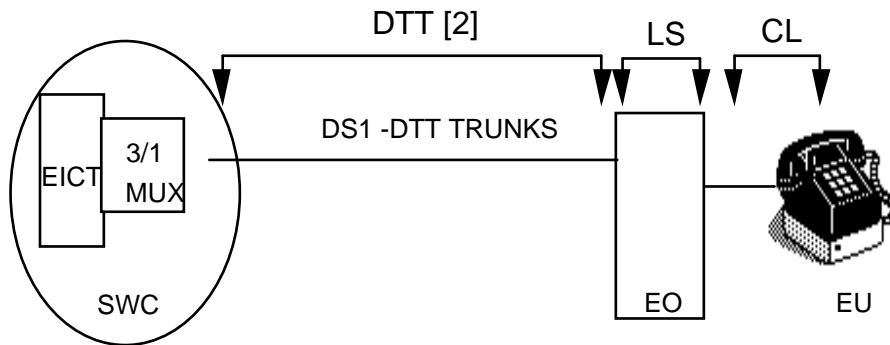 DTT [2]
LS
CL
DS1 -DTT TRUNKS
EICT
3/1
MUX
SWC
EO
EU